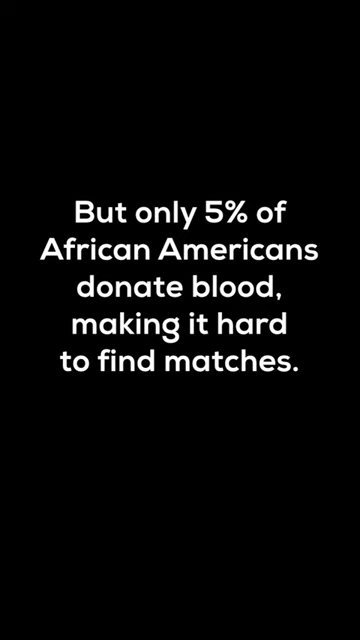 But only 5% of
African Americans
donate blood,
making it hard
to find matches.